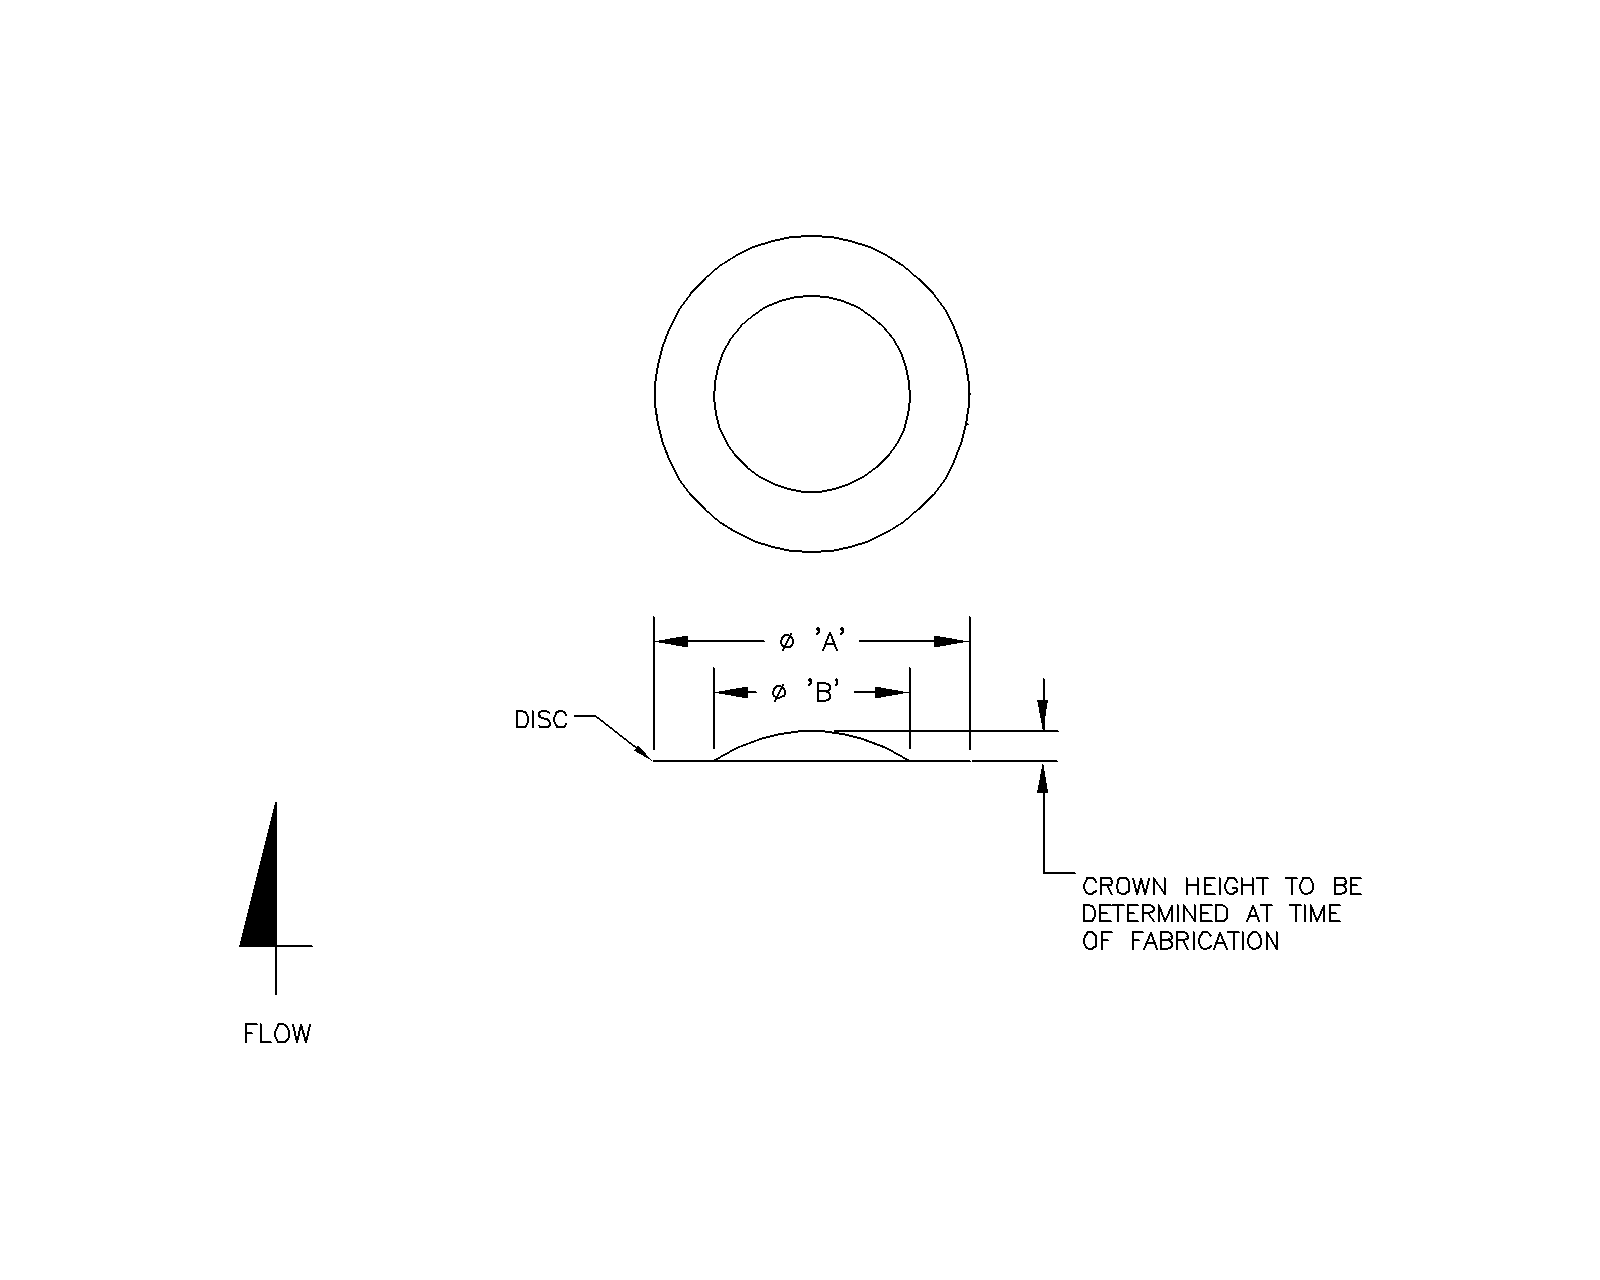 Ø 'A'
Ø 'B'
DISC
CROWN HEIGHT TO BE
DETERMINED AT TIME
OF FABRICATION
FLOW